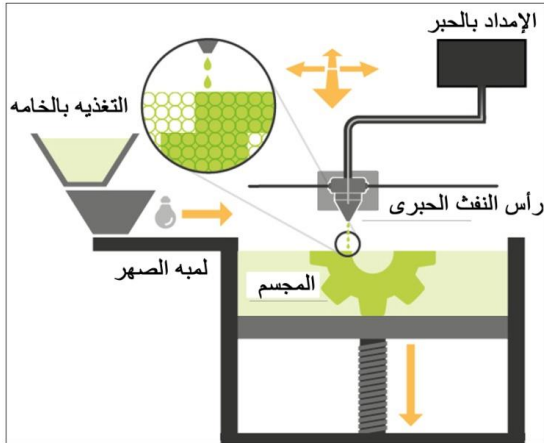 الإمداد بالحبر
التغذيه بالخامه
رأس النفث الحبرى
لمبه الصهر
المجسم